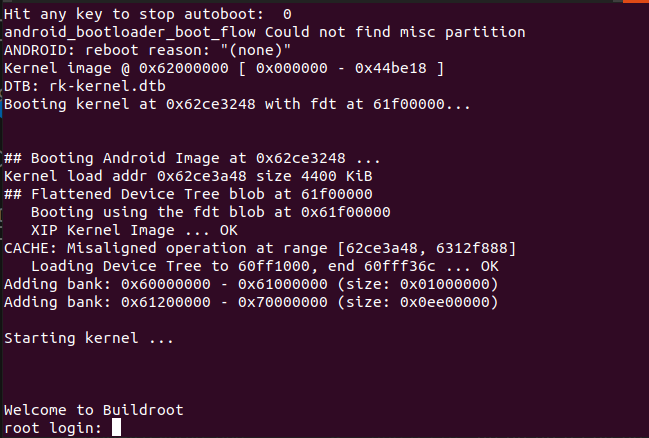 Hit any key to stop autoboot:  0
android_bootloader_boot_flow Could not find misc partition
ANDROID: reboot reason: "(none)"
Kernel image @ 0x62000000 [ 0x000000 - 0x44be18 ]
DTB: rk-kernel.dtb
Booting kernel at 0x62ce3248 with fdt at 61f00000...
## Booting Android Image at 0x62ce3248 ...
Kernel load addr 0x62ce3a48 size 4400 KiB
## Flattened Device Tree blob at 61f00000
   Booting using the fdt blob at 0x61f00000
   XIP Kernel Image ... OK
CACHE: Misaligned operation at range [62ce3a48, 6312f888]
   Loading Device Tree to 60ff1000, end 60fff36c ... OK
Adding bank: 0x60000000 - 0x61000000 (size: 0x01000000)
Adding bank: 0x61200000 - 0x70000000 (size: 0x0ee00000)
Starting kernel ...
Welcome to Buildroot
root login: